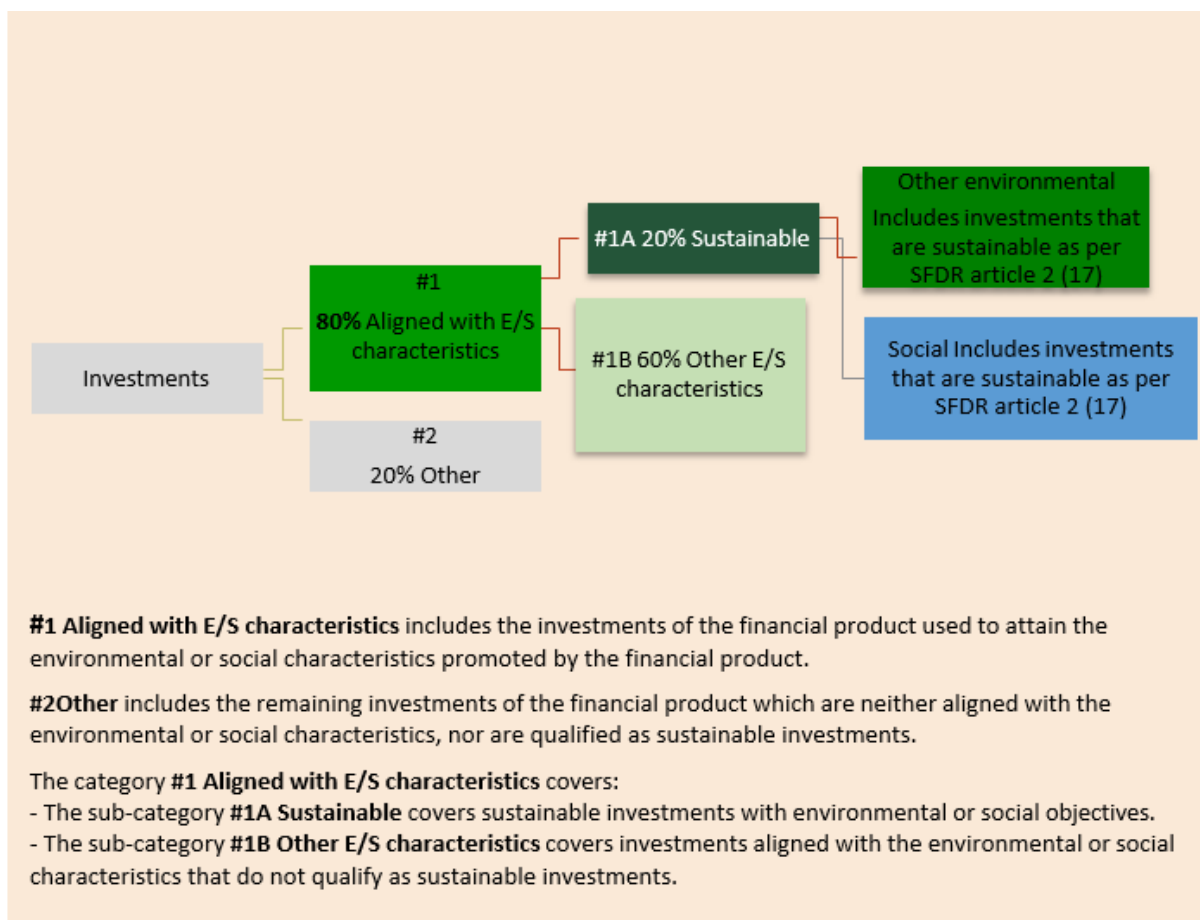 Investments
#1
80% Aligned with E/S
characteristics
#2
20% Other
#1A 20% Sustainable
#1B 60% Other E/S
characteristics
Other environmental
Includes investments that
are sustainable as per
SFDR article 2 (17)
Social Includes investments
that are sustainable as per
SFDR article 2 (17)
#1 Aligned with E/S characteristics includes the investments of the financial product used to attain the
environmental or social characteristics promoted by the financial product.
#2Other includes the remaining investments of the financial product which are neither aligned with the
environmental or social characteristics, nor are qualified as sustainable investments.
The category #1 Aligned with E/S characteristics covers:
- The sub-category #1A Sustainable covers sustainable investments with environmental or social objectives.
- The sub-category #1B Other E/S characteristics covers investments aligned with the environmental or social
characteristics that do not qualify as sustainable investments.